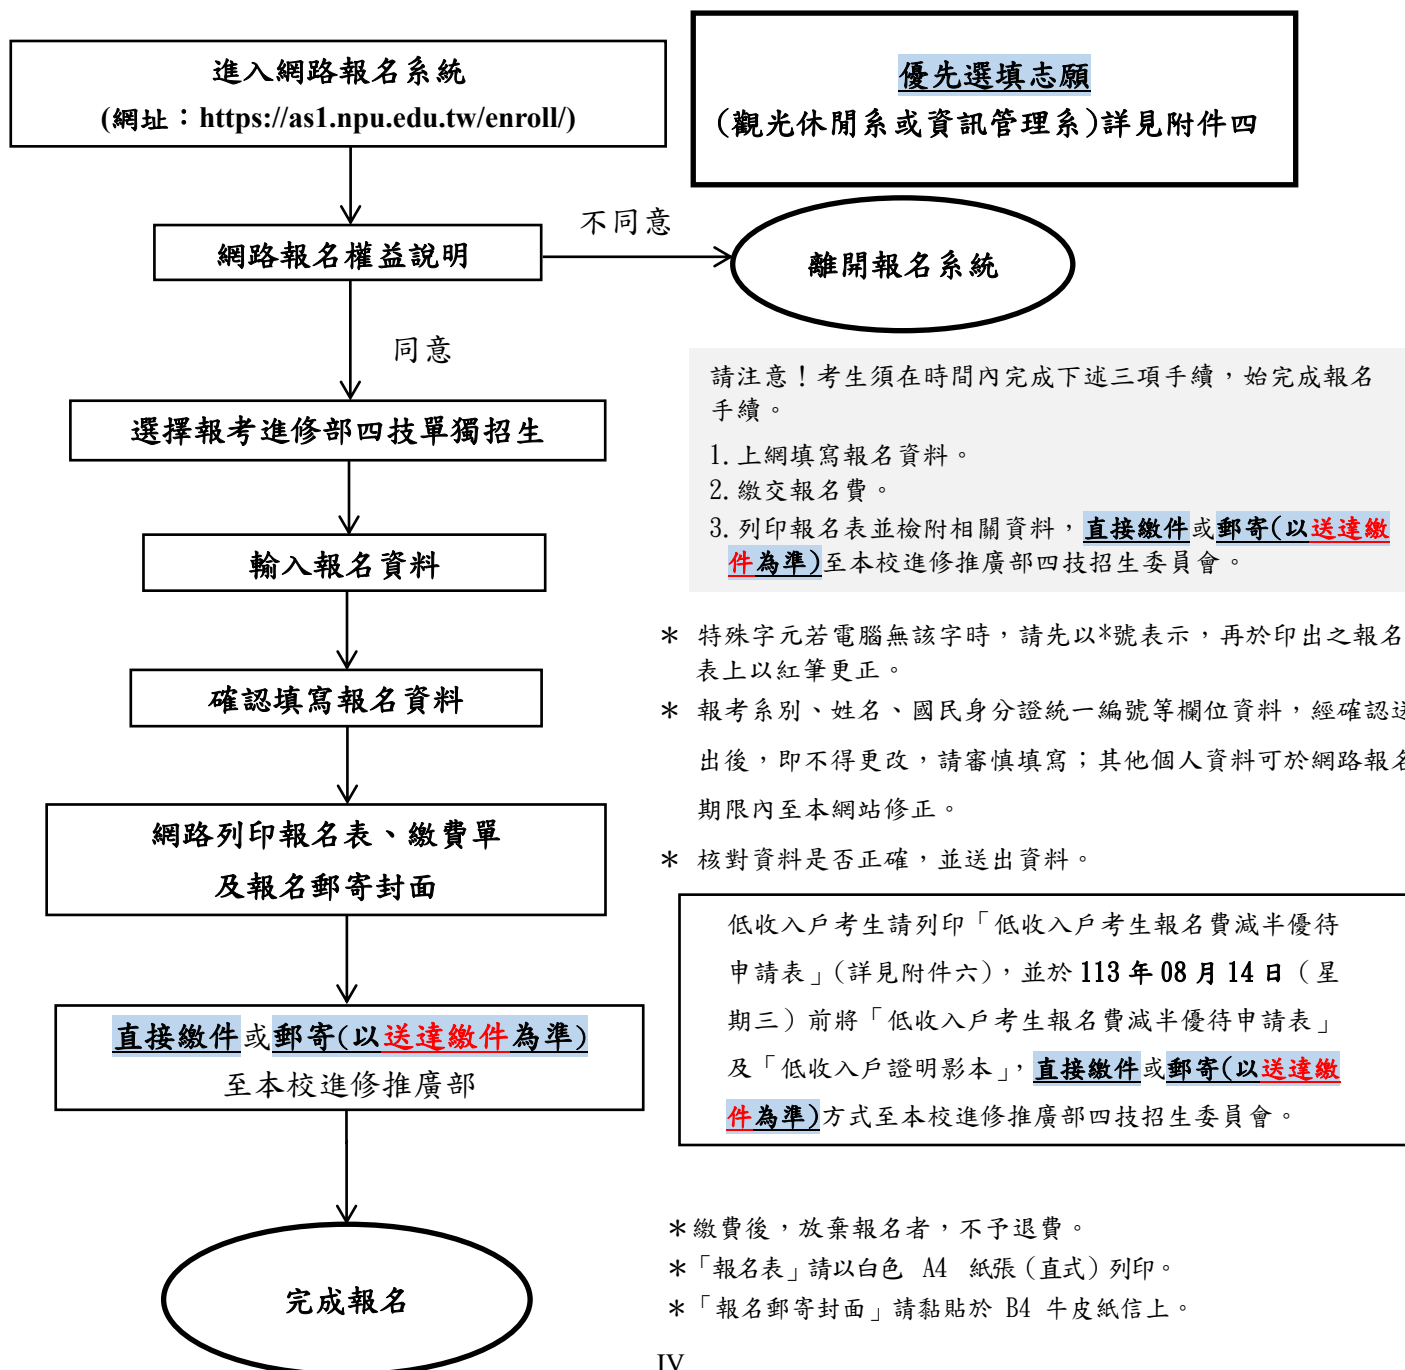 進入網路報名系統
(網址：https://as1.npu.edu.tw/enroll/)
優先選填志願
(觀光休閒系或資訊管理系)詳見附件四
網路報名權益說明
不同意
離開報名系統
同意
選擇報考進修部四技單獨招生
輸入報名資料
確認填寫報名資料
網路列印報名表、繳費單
及報名郵寄封面
直接繳件或郵寄(以送達繳件為準)
至本校進修推廣部
完成報名
請注意！考生須在時間內完成下述三項手續，始完成報名
手續。
1.上網填寫報名資料。
2.繳交報名費。
3.列印報名表並檢附相關資料，直接繳件或郵寄(以送達繳
件為準)至本校進修推廣部四技招生委員會。
＊ 特殊字元若電腦無該字時，請先以*號表示，再於印出之報名
表上以紅筆更正。
＊ 報考系別、姓名、國民身分證統一編號等欄位資料，經確認送
出後，即不得更改，請審慎填寫；其他個人資料可於網路報名
期限內至本網站修正。
＊ 核對資料是否正確，並送出資料。
低收入戶考生請列印「低收入戶考生報名費減半優待
申請表」(詳見附件六)，並於 113 年 08 月 14 日（星
期三）前將「低收入戶考生報名費減半優待申請表」
及「低收入戶證明影本」，直接繳件或郵寄(以送達繳
件為準)方式至本校進修推廣部四技招生委員會。
＊繳費後，放棄報名者，不予退費。
＊「報名表」請以白色 A4 紙張（直式）列印。
＊「報名郵寄封面」請黏貼於 B4 牛皮紙信上。
IV